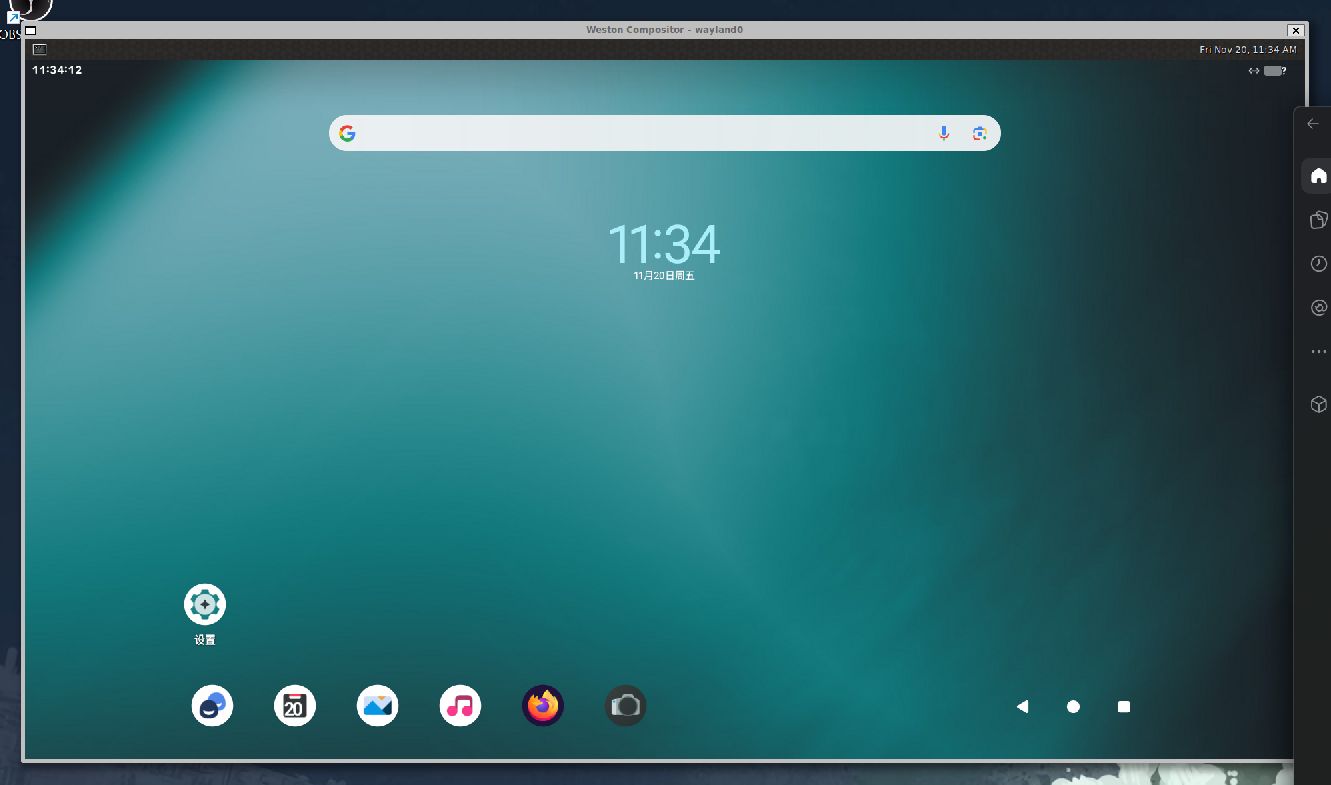 OBS
Weston Compositor - wayland0
Fri Nov 20, 11:34 AM
11:34:12
?
G
11:34
11月20日周五
设置
20